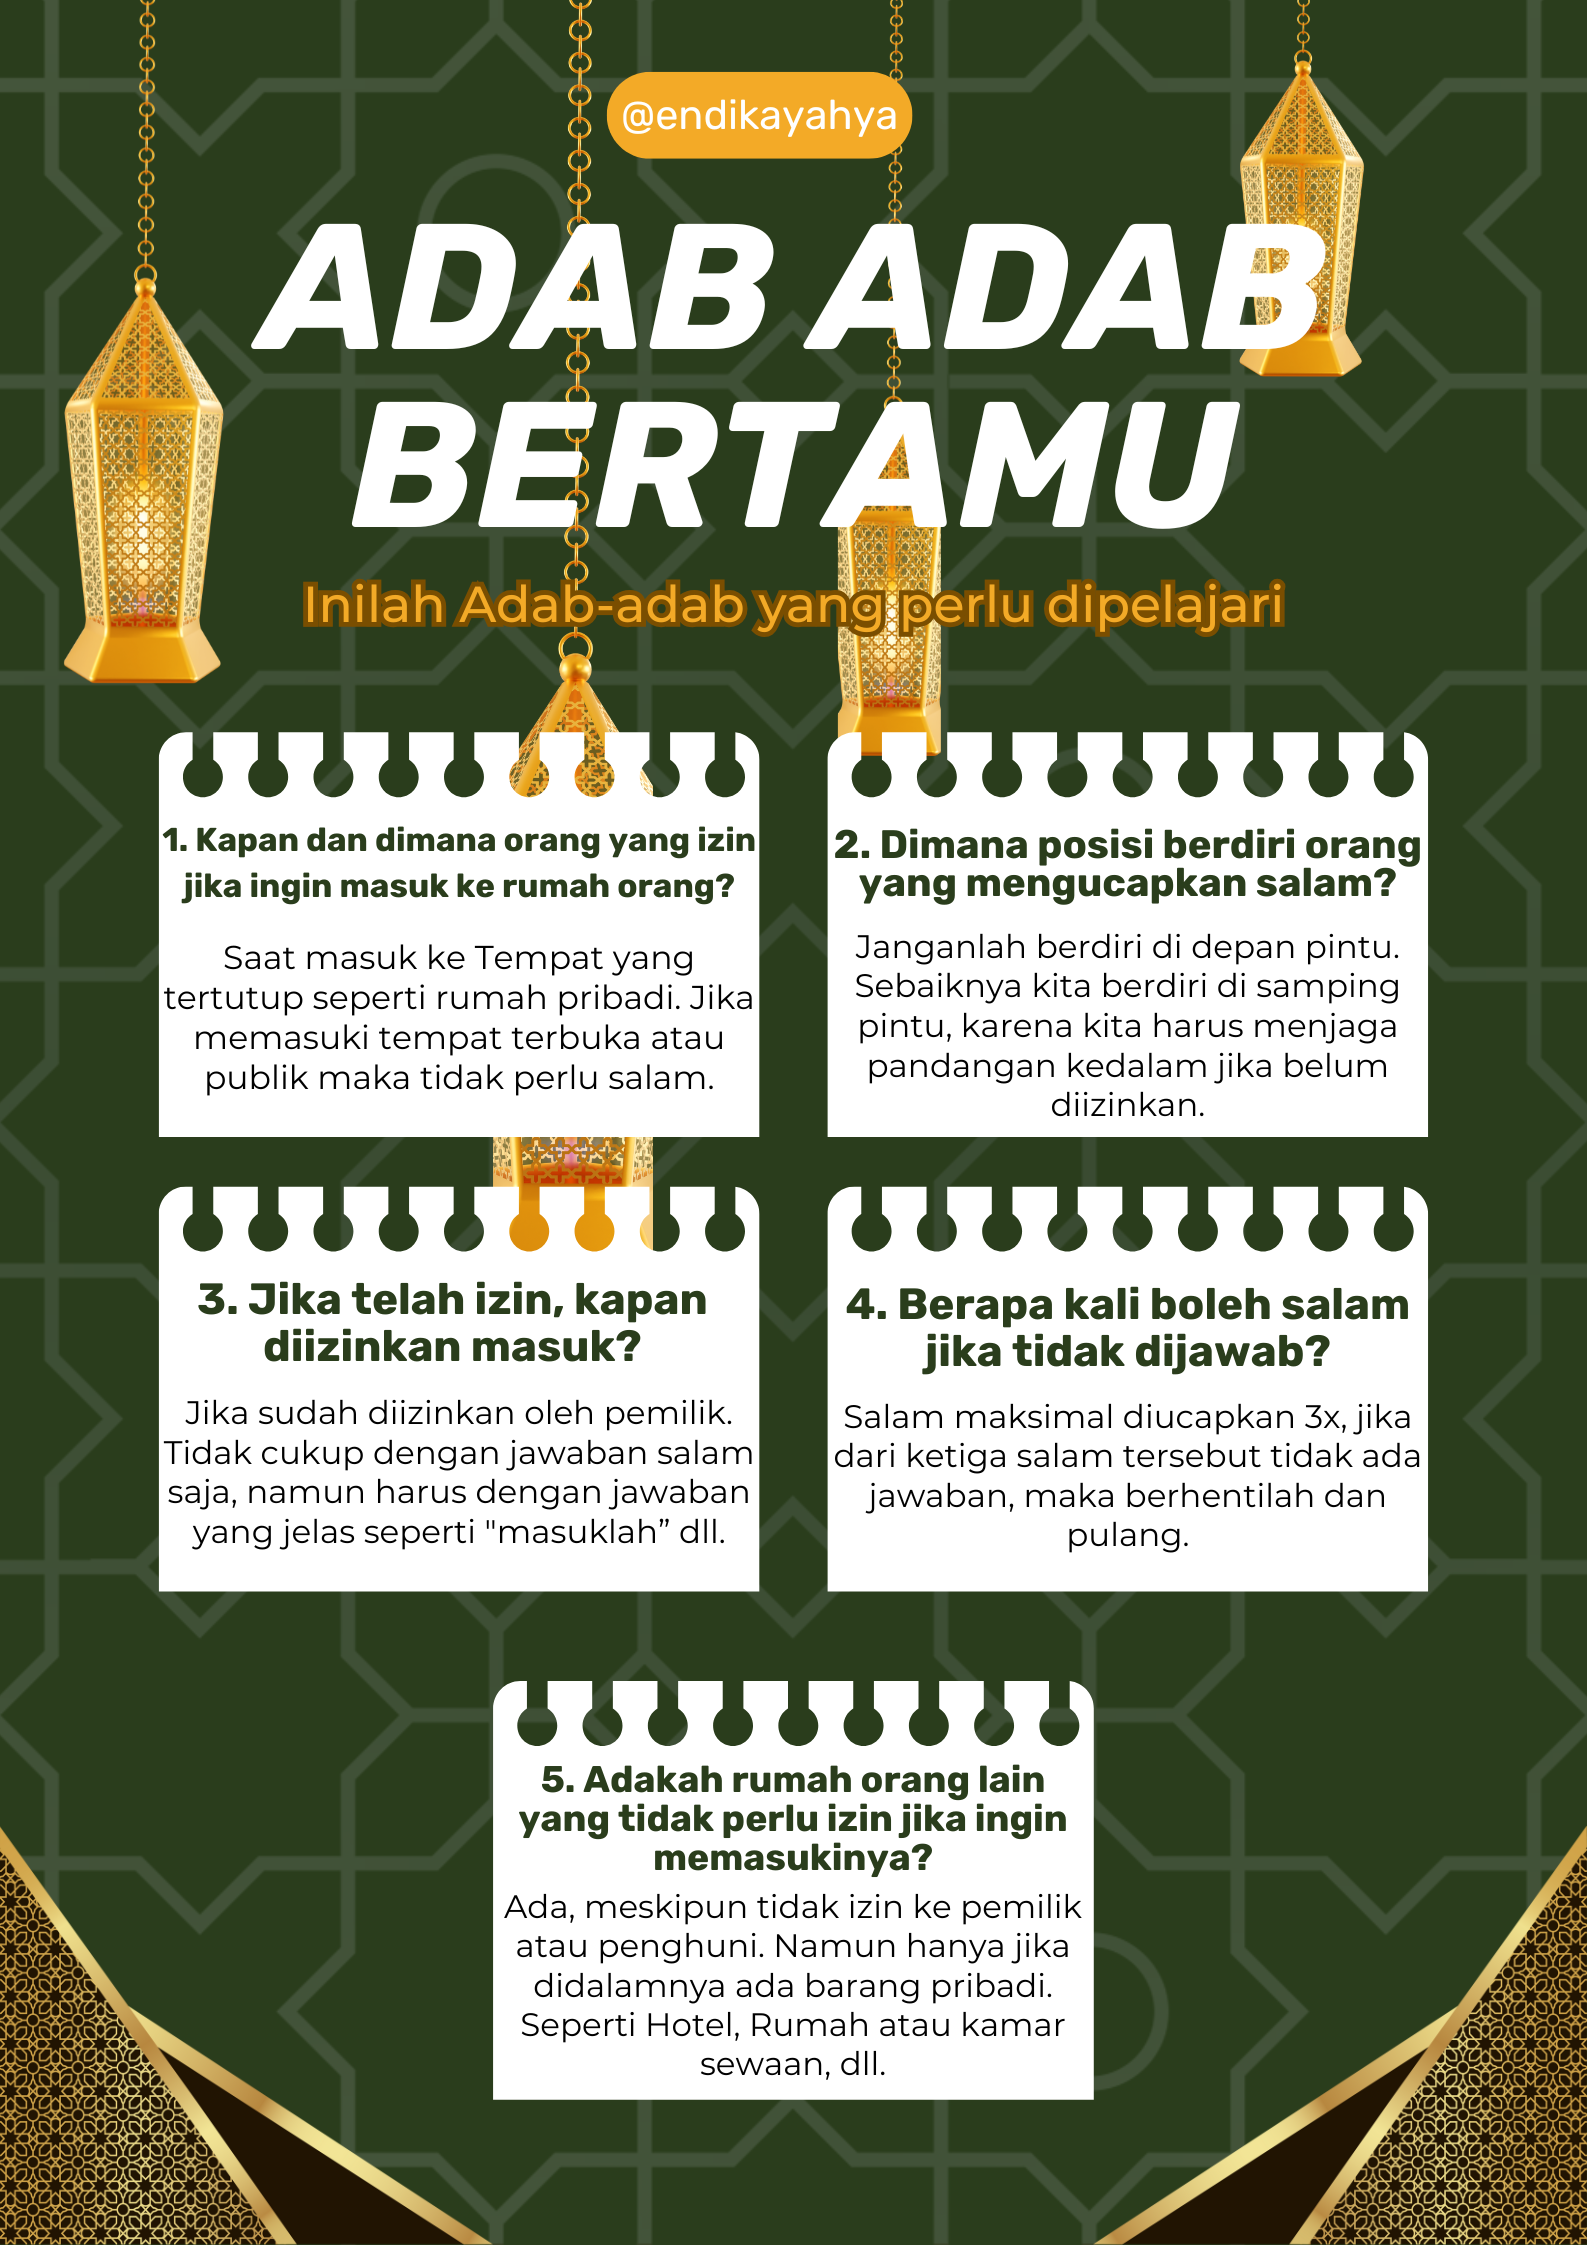 @endikayahya
ADAB ADAB
BERTAMU
Inilah Adab-adab yang perlu dipelajari
1. Kapan dan dimana orang yang izin
jika ingin masuk ke rumah orang?
Saat masuk ke Tempat yang
tertutup seperti rumah pribadi. Jika
memasuki tempat terbuka atau
publik maka tidak perlu salam.
2. Dimana posisi berdiri orang
yang mengucapkan salam?
Janganlah berdiri di depan pintu.
Sebaiknya kita berdiri di samping
pintu, karena kita harus menjaga
pandangan kedalam jika belum
diizinkan.
3. Jika telah izin, kapan
diizinkan masuk?
Jika sudah diizinkan oleh pemilik.
Tidak cukup dengan jawaban salam
saja, namun harus dengan jawaban
yang jelas seperti "masuklah” dll.
4. Berapa kali boleh salam
jika tidak dijawab?
Salam maksimal diucapkan 3x, jika
dari ketiga salam tersebut tidak ada
jawaban, maka berhentilah dan
pulang.
5. Adakah rumah orang lain
yang tidak perlu izin jika ingin
memasukinya?
Ada, meskipun tidak izin ke pemilik
atau penghuni. Namun hanya jika
didalamnya ada barang pribadi.
Seperti Hotel, Rumah atau kamar
sewaan, dll.